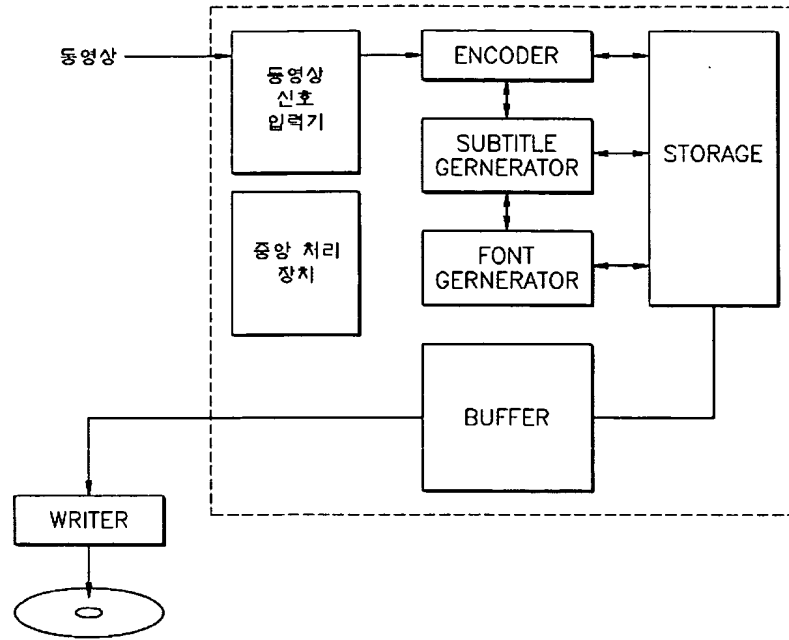 동영상
동영상
신호
입력기
ENCODER
SUBTITLE
GERNERATOR
STORAGE
중앙 처리
장치
FONT
GERNERATOR
BUFFER
WRITER